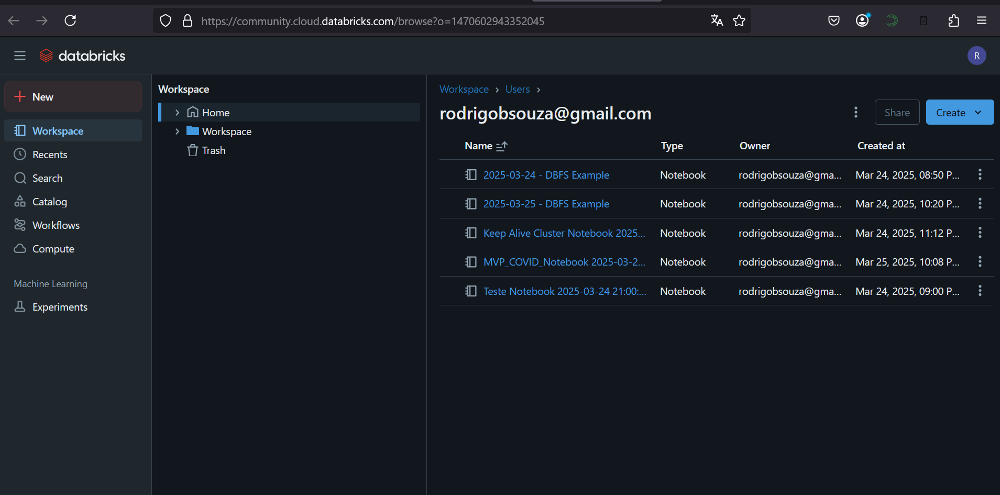 https://community.cloud.databricks.com/browse?o=1470602943352045
databricks
R
New
Workspace
Recents
Search
Catalog
Workflows
Compute
Machine Learning
Experiments
Workspace
Home
Workspace
Trash
Workspace > Users >
rodrigobsouza@gmail.com
Share
Create
Name Type Owner Created at
2025-03-24 - DBFS Example Notebook rodrigobsouza@gma... Mar 24, 2025, 08:50 P...
2025-03-25 - DBFS Example Notebook rodrigobsouza@gma... Mar 24, 2025, 10:20 P...
Keep Alive Cluster Notebook 2025... Notebook rodrigobsouza@gma... Mar 24, 2025, 11:12 P...
MVP_COVID_Notebook 2025-03-2... Notebook rodrigobsouza@gma... Mar 25, 2025, 10:08 P...
Teste Notebook 2025-03-24 21:00:... Notebook rodrigobsouza@gma... Mar 24, 2025, 09:00 P...